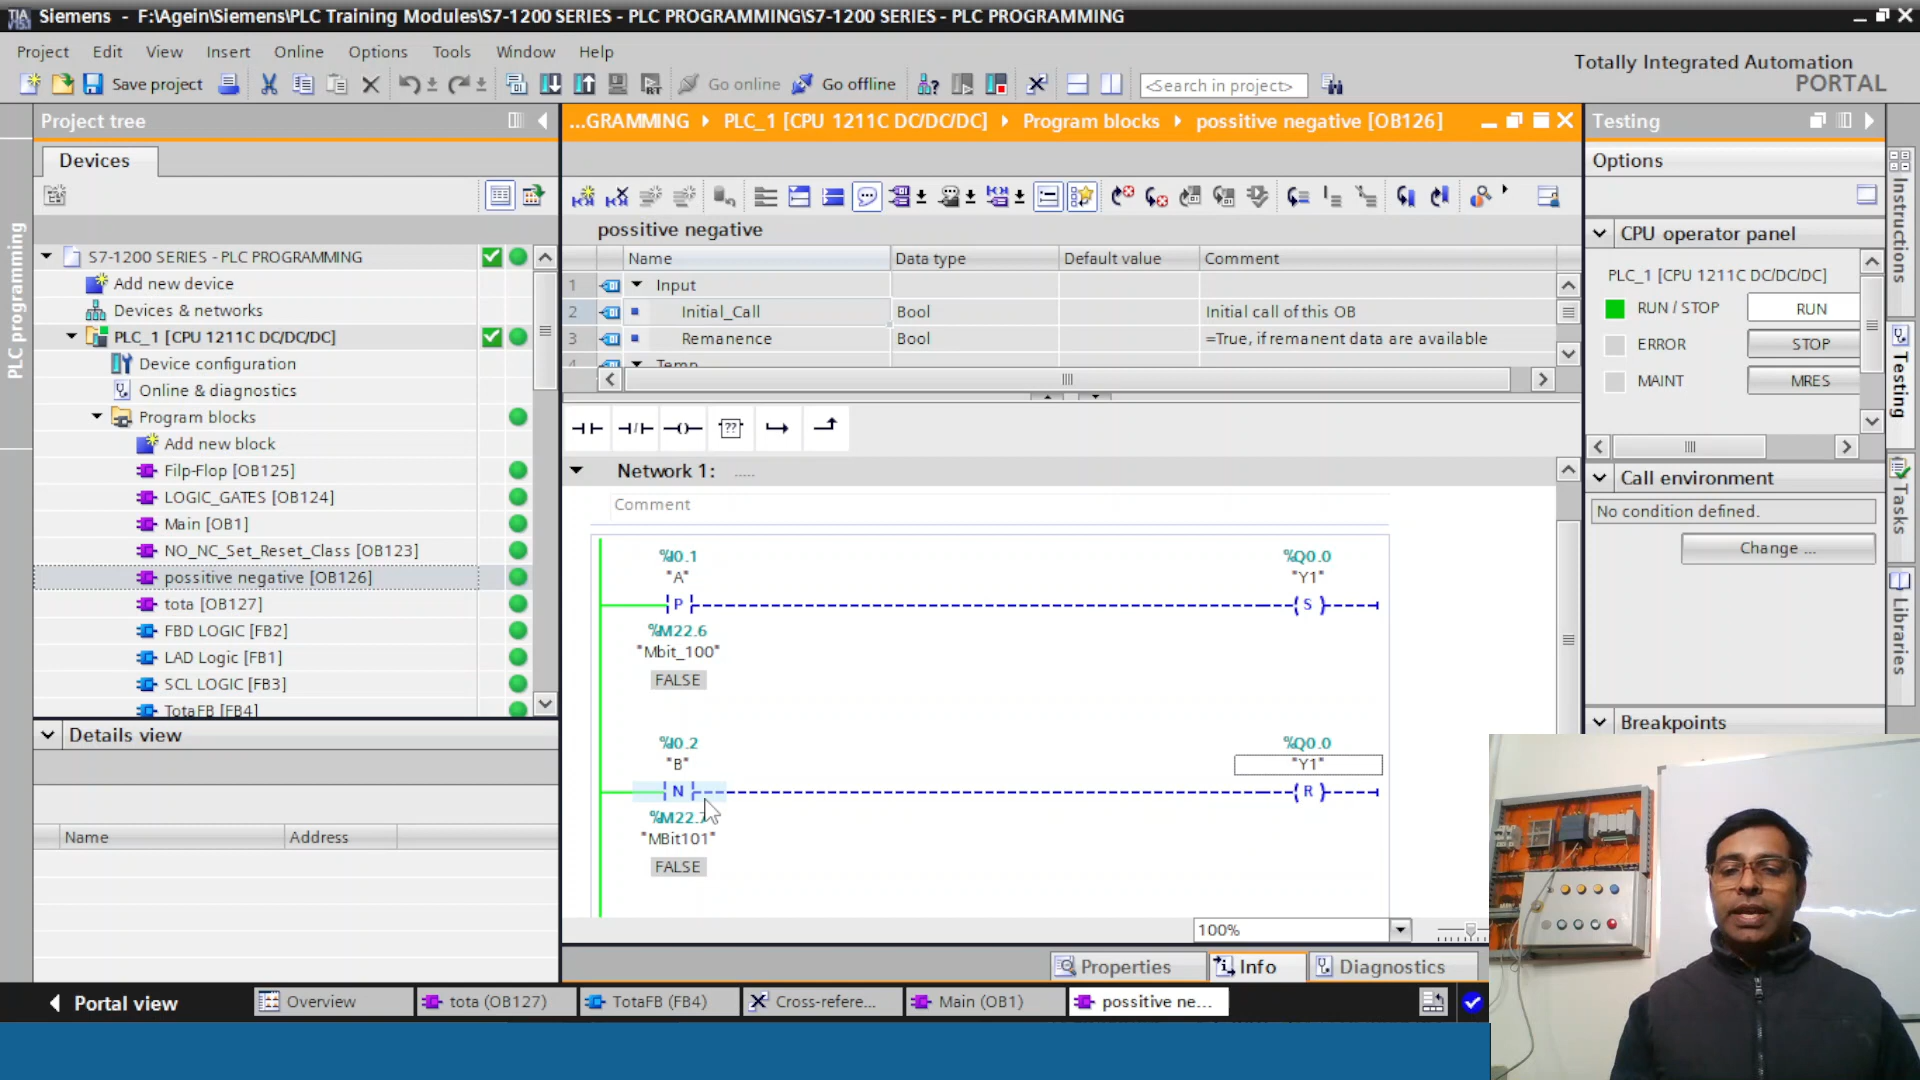 Siemens - F:\Agein\Siemens\PLC Training Modules\S7-1200 SERIES - PLC PROGRAMMING\S7-1200 SERIES - PLC PROGRAMMING
Project Edit View Insert Online Options Tools Window Help
Totally Integrated Automation
PORTAL
Save project
Go online
Go offline
<Search in project>
Project tree
Devices
PLC programming
S7-1200 SERIES - PLC PROGRAMMING
Add new device
Devices & networks
PLC_1 [CPU 1211C DC/DC/DC]
Device configuration
Online & diagnostics
Program blocks
Add new block
Filp-Flop [OB125]
LOGIC_GATES [OB124]
Main [OB1]
NO_NC_Set_Reset_Class [OB123]
possitive negative [OB126]
tota [OB127]
FBD LOGIC [FB2]
LAD Logic [FB1]
SCL LOGIC [FB3]
TotaFB [FB4]
Details view
Name Address
...GRAMMING PLC_1 [CPU 1211C DC/DC/DC] Program blocks possitive negative [OB126]
possitive negative
Name Data type Default value Comment
1 Input
2 Initial_Call Bool Initial call of this OB
3 Remanence Bool =True, if remanent data are available
4 Temp
??
Network 1: .....
Comment
%I0.1 %Q0.0
"A" "Y1"
P S
%M22.6
"Mbit_100"
FALSE
%I0.2 %Q0.0
"B" "Y1"
N R
%M22.7
"MBit101"
FALSE
100%
Properties Info Diagnostics
Testing
Options
CPU operator panel
PLC_1 [CPU 1211C DC/DC/DC]
RUN / STOP RUN
ERROR STOP
MAINT MRES
Call environment
No condition defined.
Change ...
Breakpoints
Instructions
Testing
Tasks
Libraries
Portal view Overview tota (OB127) TotaFB (FB4) Cross-refere... Main (OB1) possitive ne...